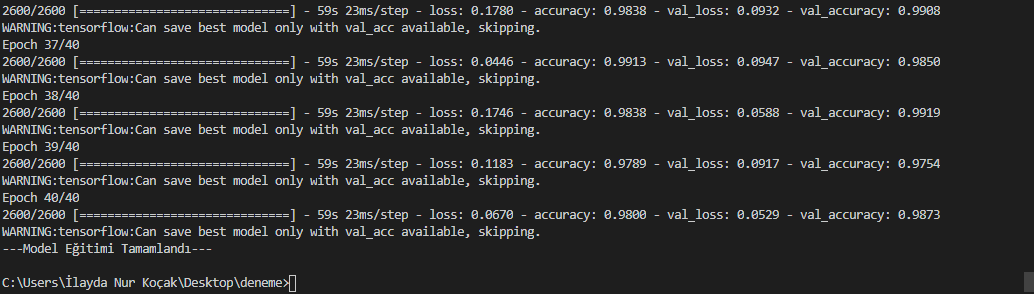 2600/2600 [==============================] - 59s 23ms/step - loss: 0.1780 - accuracy: 0.9838 - val_loss: 0.0932 - val_accuracy: 0.9908
WARNING:tensorflow:Can save best model only with val_acc available, skipping.
Epoch 37/40
2600/2600 [==============================] - 59s 23ms/step - loss: 0.0446 - accuracy: 0.9913 - val_loss: 0.0947 - val_accuracy: 0.9850
WARNING:tensorflow:Can save best model only with val_acc available, skipping.
Epoch 38/40
2600/2600 [==============================] - 59s 23ms/step - loss: 0.1746 - accuracy: 0.9838 - val_loss: 0.0588 - val_accuracy: 0.9919
WARNING:tensorflow:Can save best model only with val_acc available, skipping.
Epoch 39/40
2600/2600 [==============================] - 59s 23ms/step - loss: 0.1183 - accuracy: 0.9789 - val_loss: 0.0917 - val_accuracy: 0.9754
WARNING:tensorflow:Can save best model only with val_acc available, skipping.
Epoch 40/40
2600/2600 [==============================] - 59s 23ms/step - loss: 0.0670 - accuracy: 0.9800 - val_loss: 0.0529 - val_accuracy: 0.9873
WARNING:tensorflow:Can save best model only with val_acc available, skipping.
---Model Eğitimi Tamamlandı---
C:\Users\İlayda Nur Koçak\Desktop\deneme>